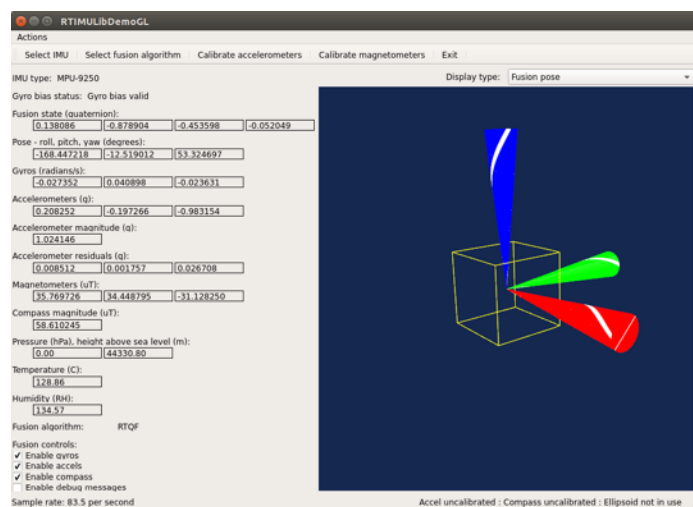 RTIMULibDemoGL
Actions
Select IMU Select fusion algorithm Calibrate accelerometers Calibrate magnetometers Exit
IMU type: MPU-9250
Display type: Fusion pose
Gyro bias status: Gyro bias valid
Fusion state (quaternion):
0.138086 -0.878904 -0.453598 -0.052049
Pose - roll, pitch, yaw (degrees):
-168.447218 -12.519012 53.324697
Gyros (radians/s):
-0.027352 0.040898 -0.023631
Accelerometers (g):
0.208252 -0.197266 -0.983154
Accelerometer magnitude (g):
1.024146
Accelerometer residuals (g):
0.008512 0.001757 0.026708
Magnetometers (uT):
35.769726 34.448795 -31.128250
Compass magnitude (uT):
58.610245
Pressure (hPa), height above sea level (m):
0.00 44330.80
Temperature (C):
128.86
Humidity (RH):
134.57
Fusion algorithm: RTQF
Fusion controls:
Enable gyros
Enable accels
Enable compass
Enable debug messages
Sample rate: 83.5 per second
Accel uncalibrated : Compass uncalibrated : Ellipsoid not in use